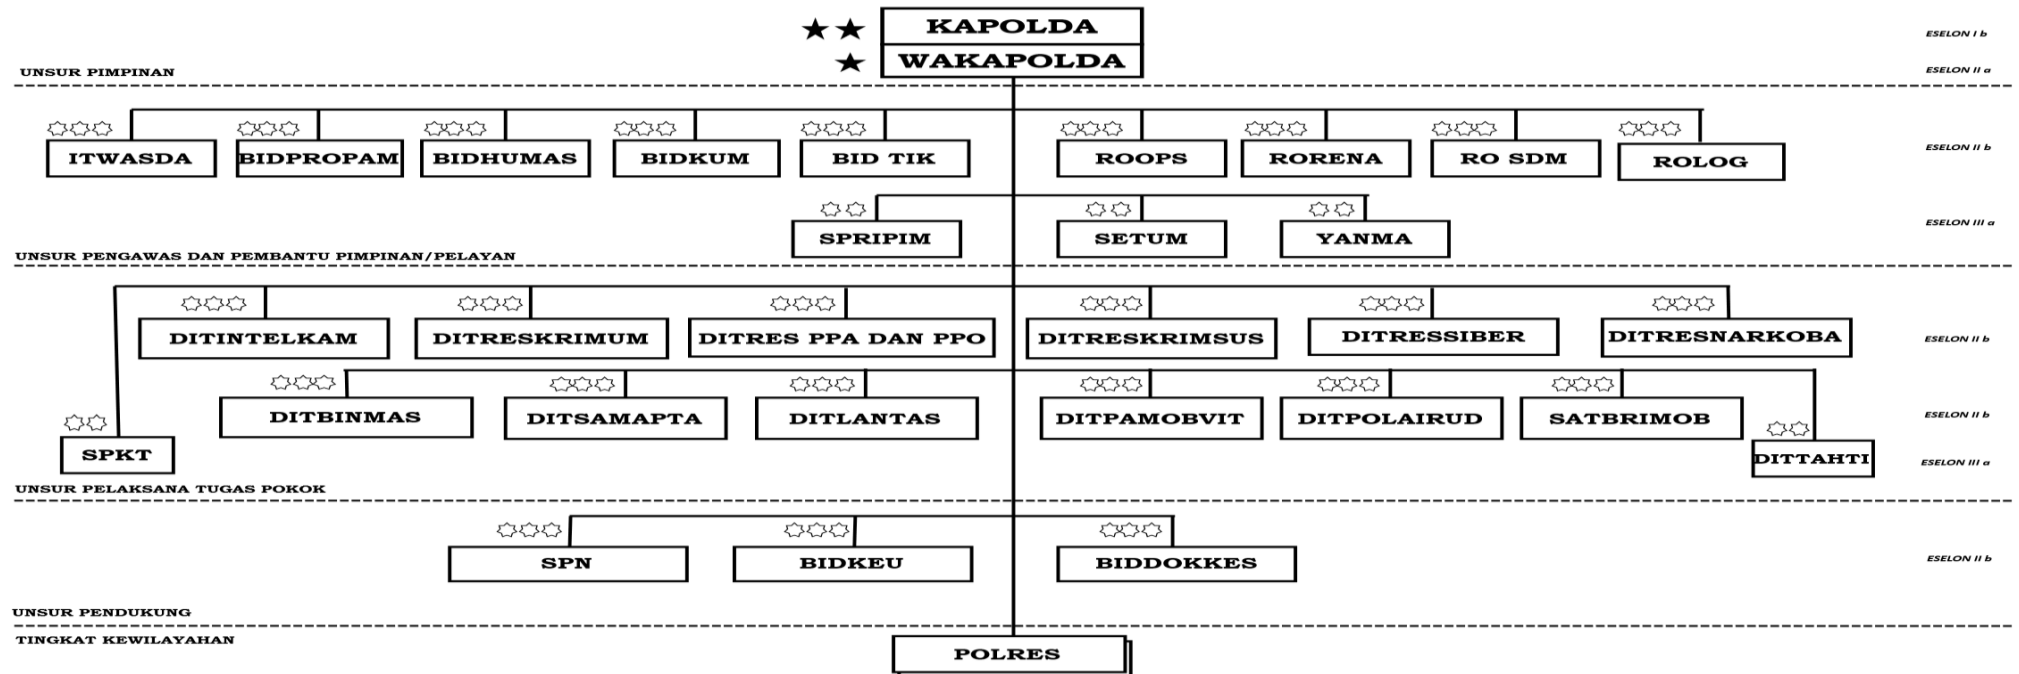 KAPOLDA
ESELON I b
WAKAPOLDA
UNSUR PIMPINAN
ESELON II a
ITWASDA
BIDPROPAM
BIDHUMAS
BIDKUM
BID TIK
ROOPS
RORENA
RO SDM
ROLOG
ESELON II b
SPRIPIM
SETUM
YANMA
ESELON III a
UNSUR PENGAWAS DAN PEMBANTU PIMPINAN/PELAYAN
DITINTELKAM
DITRESKRIMUM
DITRES PPA DAN PPO
DITRESKRIMSUS
DITRESSIBER
DITRESNARKOBA
ESELON II b
DITBINMAS
DITSAMAPTA
DITLANTAS
DITPAMOBVIT
DITPOLAIRUD
SATBRIMOB
ESELON II b
SPKT
DITTAHTI
ESELON III a
UNSUR PELAKSANA TUGAS POKOK
SPN
BIDKEU
BIDDOKKES
ESELON II b
UNSUR PENDUKUNG
TINGKAT KEWILAYAHAN
POLRES